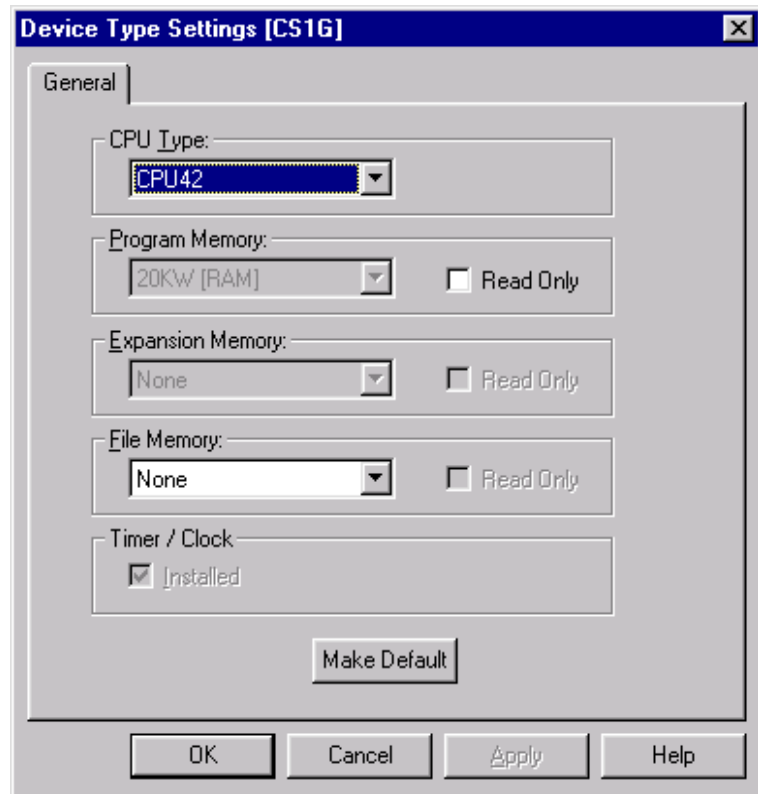 Device Type Settings [CS1G]
General
CPU Type:
CPU42
Program Memory:
20KW [RAM] Read Only
Expansion Memory:
None Read Only
File Memory:
None Read Only
Timer / Clock
Installed
Make Default
OK Cancel Apply Help